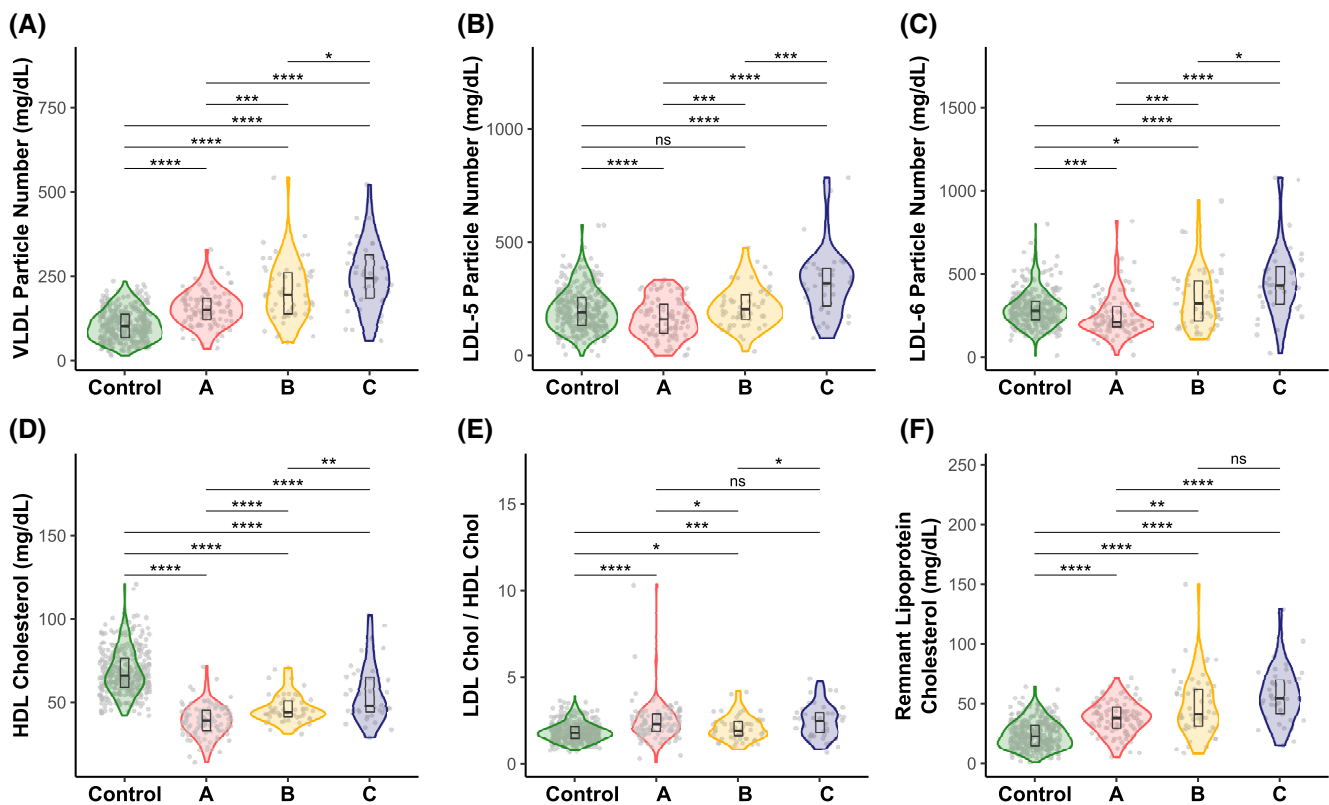 (A)
VLDL Particle Number (mg/dL)
750
500
250
0
*
****
***
****
****
****
Control A B C
(B)
LDL-5 Particle Number (mg/dL)
1000
500
0
***
****
***
****
ns
****
Control A B C
(C)
LDL-6 Particle Number (mg/dL)
1500
1000
500
0
*
****
***
****
*
***
Control A B C
(D)
HDL Cholesterol (mg/dL)
150
100
50
**
****
****
****
****
****
Control A B C
(E)
LDL Chol / HDL Chol
15
10
5
0
*
ns
*
***
*
****
Control A B C
(F)
Remnant Lipoprotein
Cholesterol (mg/dL)
250
200
150
100
50
0
ns
****
**
****
****
****
Control A B C